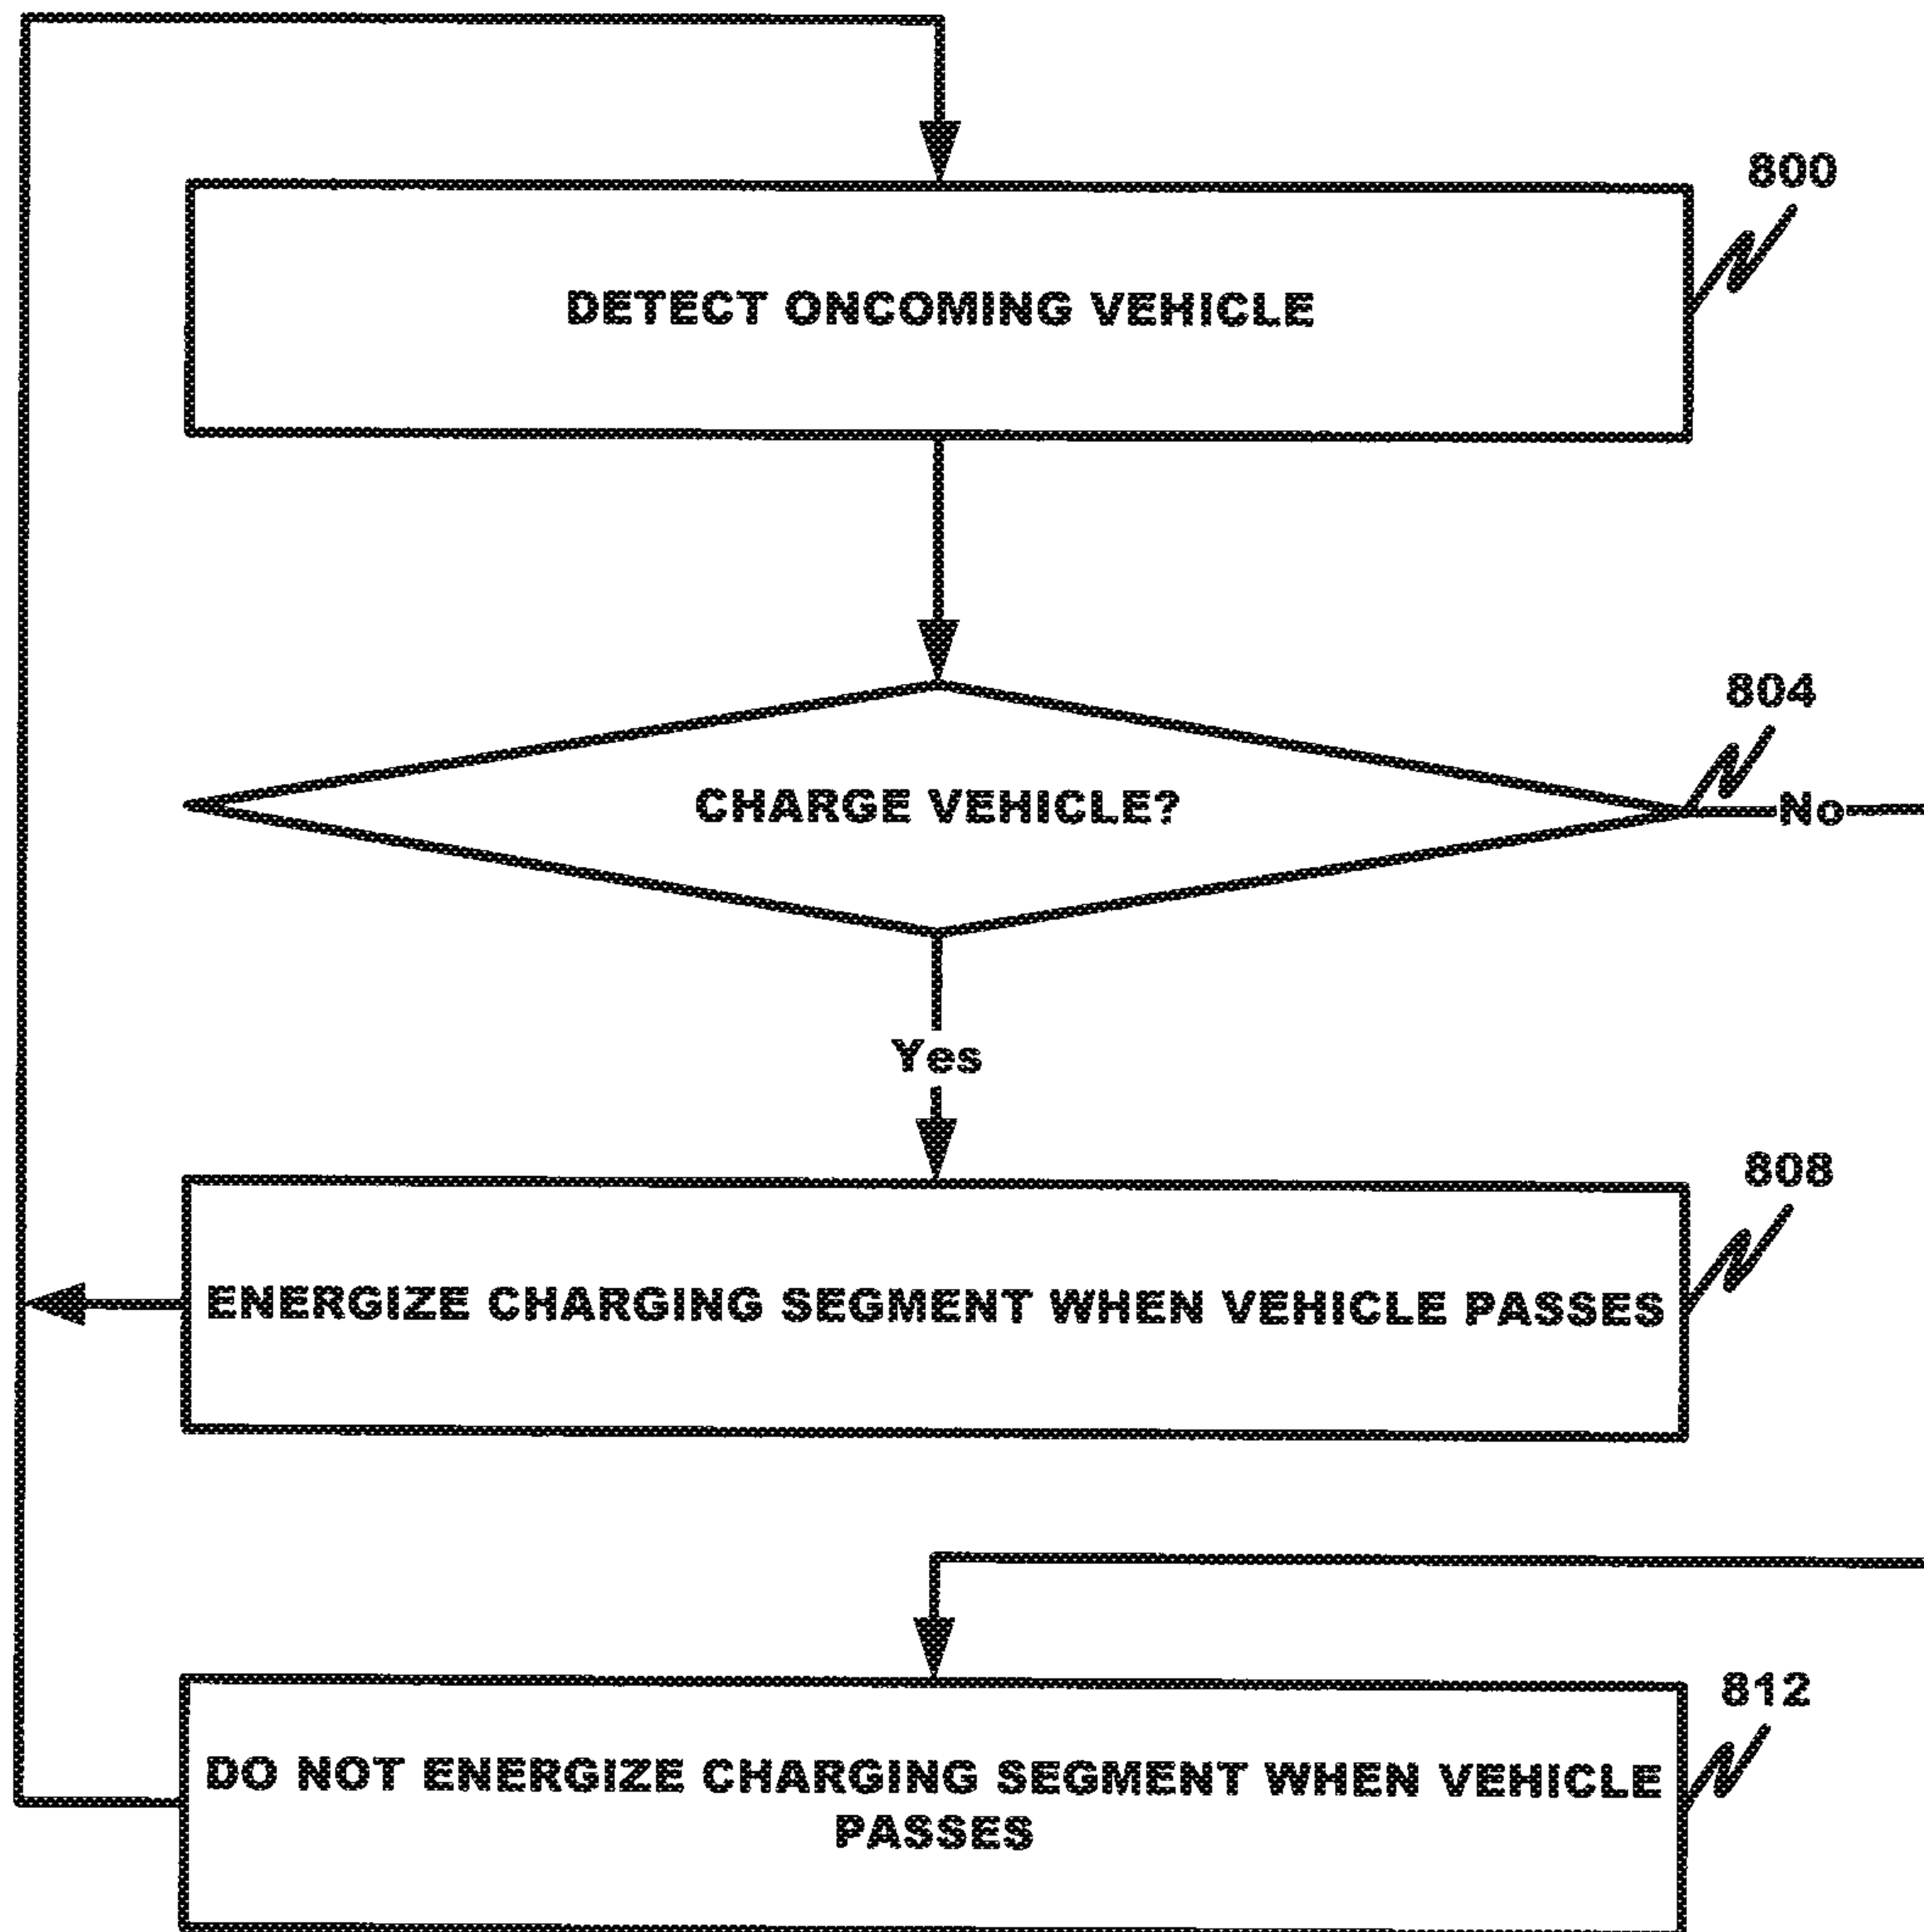 800
DETECT ONCOMING VEHICLE
804
CHARGE VEHICLE?
No
Yes
808
ENERGIZE CHARGING SEGMENT WHEN VEHICLE PASSES
812
DO NOT ENERGIZE CHARGING SEGMENT WHEN VEHICLE
PASSES